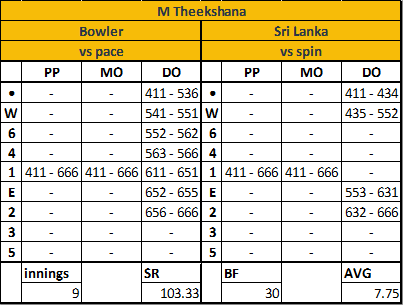 M Theekshana
Bowler Sri Lanka
vs pace vs spin
PP MO DO PP MO DO
• - - 411 - 536 • - - 411 - 434
W - - 541 - 551 W - - 435 - 552
6 - - 552 - 562 6 - - -
4 - - 563 - 566 4 - - -
1 411 - 666 411 - 666 611 - 651 1 411 - 666 411 - 666 -
E - - 652 - 655 E - - 553 - 631
2 - - 656 - 666 2 - - 632 - 666
3 - - - 3 - - -
5 - - - 5 - - -
innings SR BF AVG
9 103.33 30 7.75